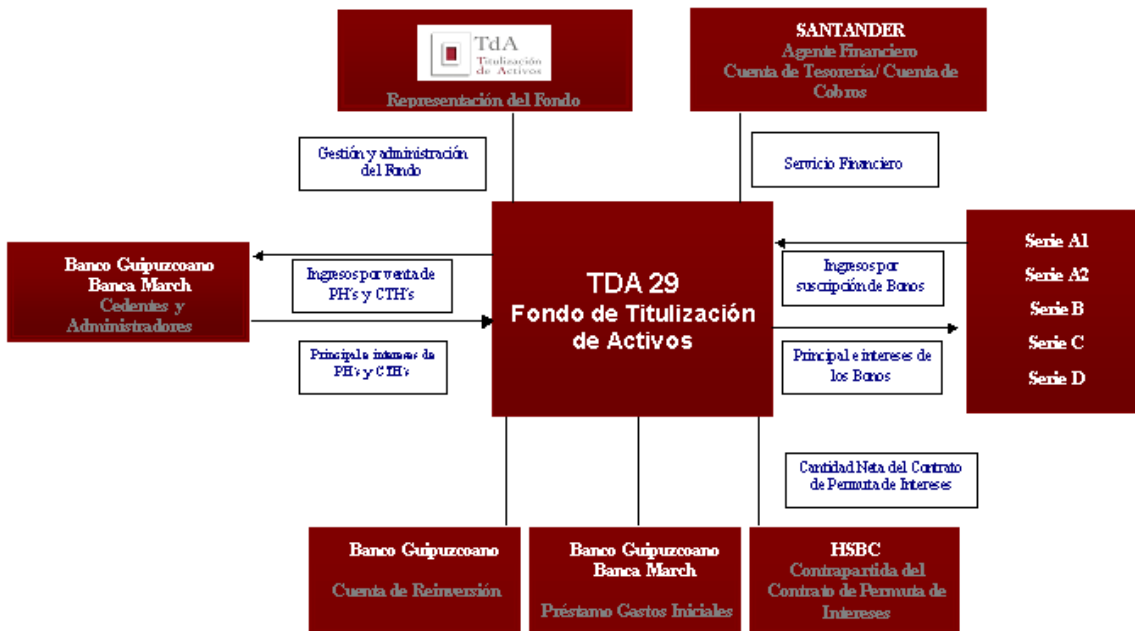 TdA
Titulización
de Activos
Representación del Fondo
SANTANDER
Agente Financiero
Cuenta de Tesorería/ Cuenta de
Cobros
Gestión y administración
del Fondo
Servicio Financiero
Banco Guipuzcoano
Banca March
Cedentes y
Administradores
Ingresos por venta de
PH's y CTH's
Principal e intereses de
PH's y CTH's
TDA 29
Fondo de Titulización
de Activos
Ingresos por
suscripción de Bonos
Principal e intereses de
los Bonos
Serie A1
Serie A2
Serie B
Serie C
Serie D
Cantidad Neta del Contrato
de Permuta de Intereses
Banco Guipuzcoano
Cuenta de Reinversión
Banco Guipuzcoano
Banca March
Préstamo Gastos Iniciales
HSBC
Contrapartida del
Contrato de Permuta de
Intereses